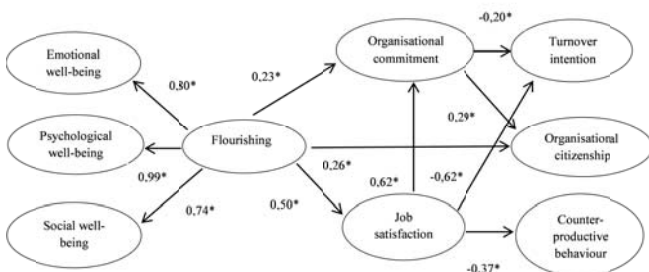 -0,20*
Emotional
well-being
Organisational
commitment
Turnover
intention
0,80*
0,23*
Psychological
well-being
Flourishing
0,29*
Organisational
citizenship
0,99*
0,26*
0,62*
-0,62*
0,74*
0,50*
Social well-
being
Job
satisfaction
Counter-
productive
behaviour
-0,37*